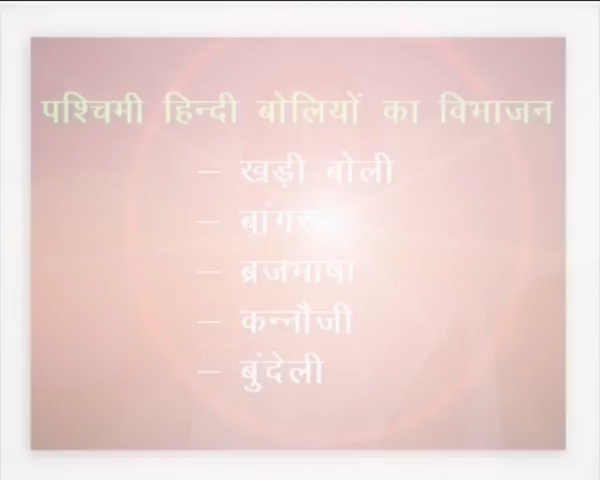 पश्चिमी हिन्दी बोलियों का विभाजन
– खड़ी बोली
– बांगरू
– ब्रजभाषा
– कन्नौजी
– बुंदेली